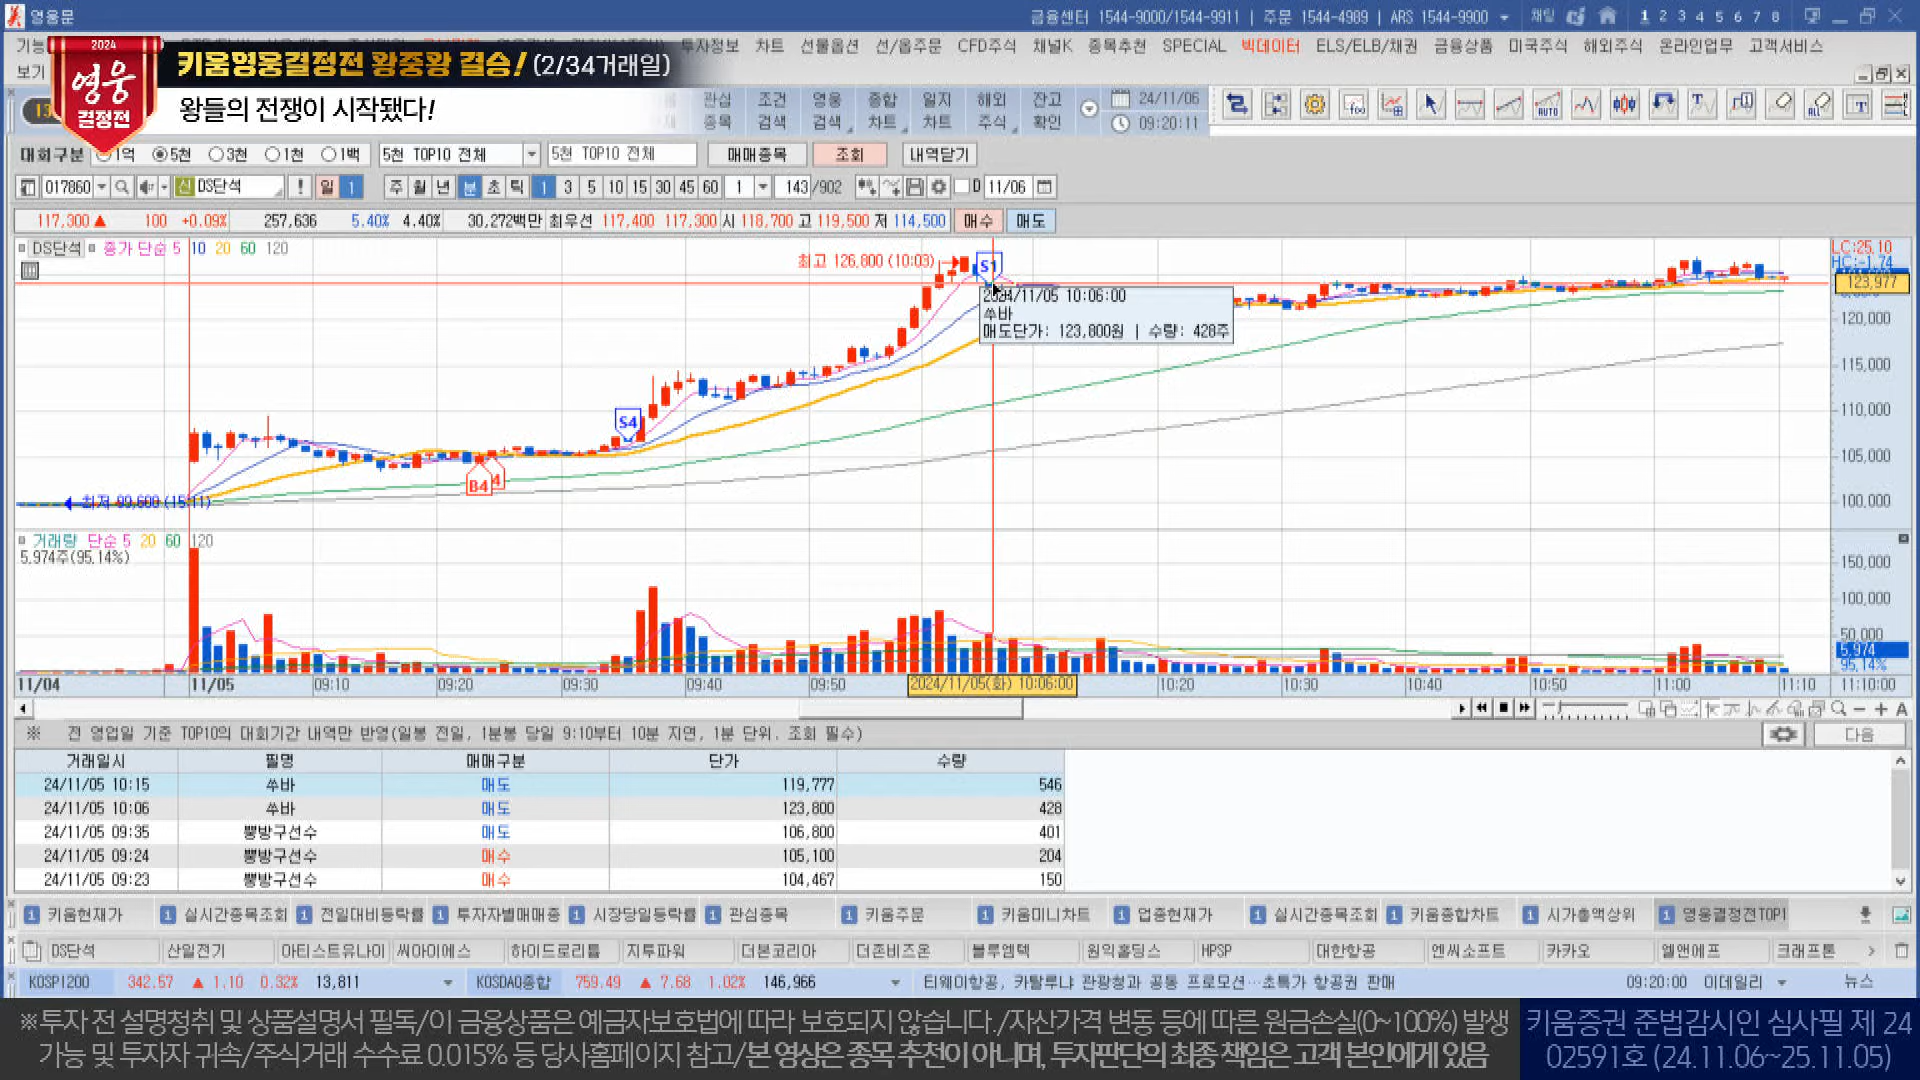 영웅문
금융센터 1544-9000/1544-9911 | 주문 1544-4989 | ARS 1544-9900 채팅 1 2 3 4 5 6 7 8
기능 투자정보 차트 선물옵션 선/옵주문 CFD주식 채널K 종목추천 SPECIAL 빅데이터 ELS/ELB/채권 금융상품 미국주식 해외주식 온라인업무 고객서비스
보기
2024
영웅
결정전
키움영웅결정전 왕중왕 결승! (2/34거래일)
왕들의 전쟁이 시작됐다!
관심 조건 영웅 종합 일지 해외 잔고 24/11/06
종목 검색 검색 차트 차트 주식 확인 09:20:11
대회구분 1억 5천 3천 1천 1백 5천 TOP10 전체 5천 TOP10 전체 매매종목 조회 내역닫기
017860 신 DS단석 ! 일 1 주 월 년 분 초 틱 1 3 5 10 15 30 45 60 1 143 /902 D 11/06
117,300 ▲ 100 +0.09% 257,636 5.40% 4.40% 30,272백만 최우선 117,400 117,300 시 118,700 고 119,500 저 114,500 매수 매도
DS단석 종가 단순 5 10 20 60 120
LC:25.10
HC:-1.74
최고 126,800 (10:03)
S1
123,977
2024/11/05 10:06:00
쑤바
매도단가: 123,800원 | 수량: 428주
120,000
115,000
110,000
S4
105,000
B4 4
최저 99,600 (15:11)
100,000
거래량 단순 5 20 60 120
5,974주(95.14%)
150,000
100,000
50,000
5,974
95.14%
11/04 11/05 09:10 09:20 09:30 09:40 09:50 2024/11/05(화) 10:06:00 10:20 10:30 10:40 10:50 11:00 11:10 11:10:00
※ 전 영업일 기준 TOP10의 대회기간 내역만 반영(일봉 전일, 1분봉 당일 9:10부터 10분 지연, 1분 단위. 조회 필수) 다음
거래일시 필명 매매구분 단가 수량
24/11/05 10:15 쑤바 매도 119,777 546
24/11/05 10:06 쑤바 매도 123,800 428
24/11/05 09:35 뿡방구선수 매도 106,800 401
24/11/05 09:24 뿡방구선수 매수 105,100 204
24/11/05 09:23 뿡방구선수 매수 104,467 150
1 키움현재가 1 실시간종목조회 1 전일대비등락률 1 투자자별매매종 1 시장당일등락률 1 관심종목 1 키움주문 1 키움미니차트 1 업종현재가 1 실시간종목조회 1 키움종합차트 1 시가총액상위 1 영웅결정전TOP1
DS단석 산일전기 아티스트유나이 씨아이에스 하이드로리튬 지투파워 더본코리아 더존비즈온 블루엠텍 원익홀딩스 HPSP 대한항공 엔씨소프트 카카오 엘앤에프 크래프톤
KOSPI200 342.57 ▲ 1.10 0.32% 13,811 KOSDAQ종합 759.49 ▲ 7.68 1.02% 146,966 티웨이항공, 카탈루냐 관광청과 공동 프로모션…초특가 항공권 판매 09:20:00 이데일리 뉴스
※투자 전 설명청취 및 상품설명서 필독/이 금융상품은 예금자보호법에 따라 보호되지 않습니다./자산가격 변동 등에 따른 원금손실(0~100%) 발생
가능 및 투자자 귀속/주식거래 수수료 0.015% 등 당사홈페이지 참고/본 영상은 종목 추천이 아니며, 투자판단의 최종 책임은 고객 본인에게 있음
키움증권 준법감시인 심사필 제 24
02591호 (24.11.06~25.11.05)